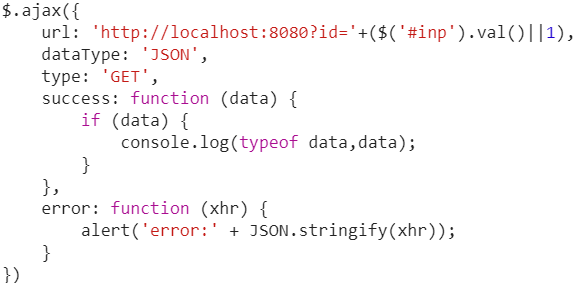 $.ajax({
    url: 'http://localhost:8080?id='+($('#inp').val()||1),
    dataType: 'JSON',
    type: 'GET',
    success: function (data) {
        if (data) {
            console.log(typeof data,data);
        }
    },
    error: function (xhr) {
        alert('error:' + JSON.stringify(xhr));
    }
})